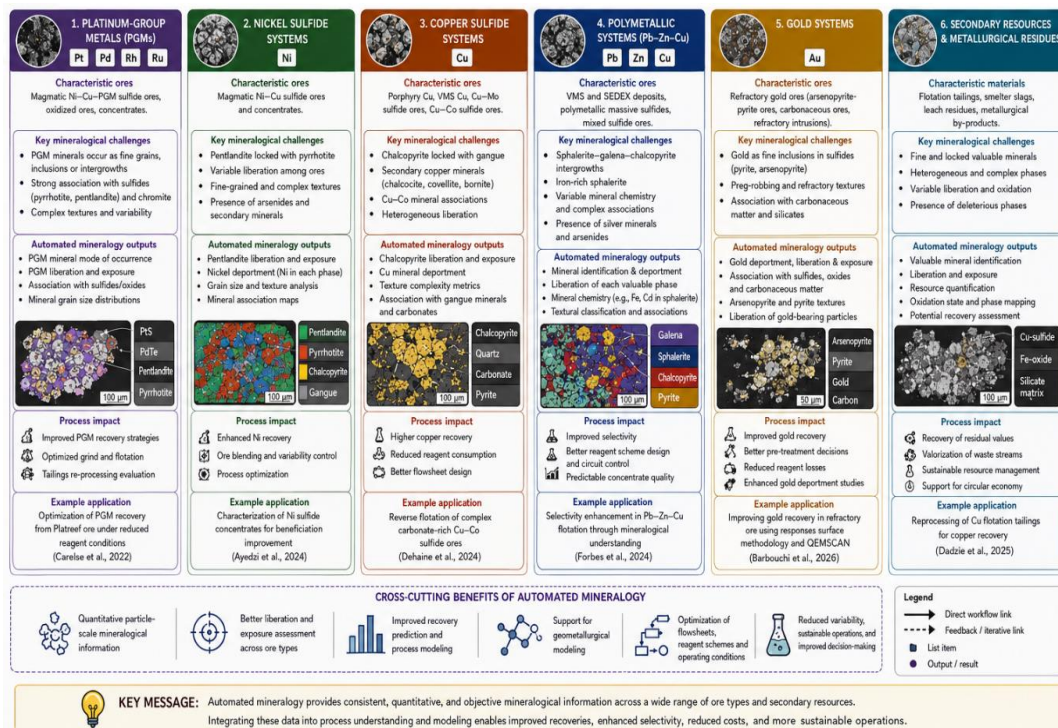 1. PLATINUM-GROUP
METALS (PGMs)
Pt Pd Rh Ru
Characteristic ores
Magmatic Ni–Cu–PGM sulfide ores,
oxidized ores, concentrates.
Key mineralogical challenges
• PGM minerals occur as fine grains,
inclusions or intergrowths
• Strong association with sulfides
(pyrrhotite, pentlandite) and chromite
• Complex textures and variability
Automated mineralogy outputs
• PGM mineral mode of occurrence
• PGM liberation and exposure
• Association with sulfides/oxides
• Mineral grain size distributions
PtS
PdTe
Pentlandite
Pyrrhotite
100 µm
Process impact
Improved PGM recovery strategies
Optimized grind and flotation
Tailings re-processing evaluation
Example application
Optimization of PGM recovery
from Platreef ore under reduced
reagent conditions
(Carelse et al., 2022)
2. NICKEL SULFIDE
SYSTEMS
Ni
Characteristic ores
Magmatic Ni–Cu sulfide ores
and concentrates.
Key mineralogical challenges
• Pentlandite locked with pyrrhotite
• Variable liberation among ores
• Fine-grained and complex textures
• Presence of arsenides and
secondary minerals
Automated mineralogy outputs
• Pentlandite liberation and exposure
• Nickel department (Ni in each phase)
• Grain size and texture analysis
• Mineral association maps
Pentlandite
Pyrrhotite
Chalcopyrite
Gangue
100 µm
Process impact
Enhanced Ni recovery
Ore blending and variability control
Process optimization
Example application
Characterization of Ni sulfide
concentrates for beneficiation
improvement
(Ayedzi et al., 2024)
3. COPPER SULFIDE
SYSTEMS
Cu
Characteristic ores
Porphyry Cu, VMS Cu, Cu–Mo
sulfide ores, Cu–Co sulfide ores.
Key mineralogical challenges
• Chalcopyrite locked with gangue
• Secondary copper minerals
(chalcocite, covellite, bornite)
• Cu–Co mineral associations
• Heterogeneous liberation
Automated mineralogy outputs
• Chalcopyrite liberation and exposure
• Cu mineral department
• Texture complexity metrics
• Association with gangue minerals
and carbonates
Chalcopyrite
Quartz
Carbonate
Pyrite
100 µm
Process impact
Higher copper recovery
Reduced reagent consumption
Better flowsheet design
Example application
Reverse flotation of complex
carbonate-rich Cu–Co
sulfide ores
(Dehaine et al., 2024)
4. POLYMETALLIC
SYSTEMS (Pb–Zn–Cu)
Pb Zn Cu
Characteristic ores
VMS and SEDEX deposits,
polymetallic massive sulfides,
mixed sulfide ores.
Key mineralogical challenges
• Sphalerite–galena–chalcopyrite
intergrowths
• Iron-rich sphalerite
• Variable mineral chemistry
and complex associations
• Presence of silver minerals
and arsenides
Automated mineralogy outputs
• Mineral identification & deportment
• Liberation of each valuable phase
• Mineral chemistry (e.g., Fe, Cd in sphalerite)
• Textural classification and associations
Galena
Sphalerite
Chalcopyrite
Pyrite
100 µm
Process impact
Improved selectivity
Better reagent scheme design
and circuit control
Predictable concentrate quality
Example application
Selectivity enhancement in Pb–Zn–Cu
flotation through mineralogical
understanding
(Forbes et al., 2024)
5. GOLD SYSTEMS
Au
Characteristic ores
Refractory gold ores (arsenopyrite-
pyrite ores, carbonaceous ores,
refractory intrusions).
Key mineralogical challenges
• Gold as fine inclusions in sulfides
(pyrite, arsenopyrite)
• Preg-robbing and refractory textures
• Association with carbonaceous
matter and silicates
Automated mineralogy outputs
• Gold department, liberation & exposure
• Association with sulfides, oxides
and carbonaceous matter
• Arsenopyrite and pyrite textures
• Liberation of gold-bearing particles
Arsenopyrite
Pyrite
Gold
Carbon
50 µm
Process impact
Improved gold recovery
Better pre-treatment decisions
Reduced reagent losses
Enhanced gold deportment studies
Example application
Improving gold recovery in refractory
ore using responses surface
methodology and QEMSCAN
(Barbouchi et al., 2026)
6. SECONDARY RESOURCES
& METALLURGICAL RESIDUES
Characteristic materials
Flotation tailings, smelter slags,
leach residues, metallurgical
by-products.
Key mineralogical challenges
• Fine and locked valuable minerals
• Heterogeneous and complex phases
• Variable liberation and oxidation
• Presence of deleterious phases
Automated mineralogy outputs
• Valuable mineral identification
• Liberation and exposure
• Resource quantification
• Oxidation state and phase mapping
• Potential recovery assessment
Cu-sulfide
Fe-oxide
Silicate
matrix
100 µm
Process impact
Recovery of residual values
Valorization of waste streams
Sustainable resource management
Support for circular economy
Example application
Reprocessing of Cu flotation tailings
for copper recovery
(Dadzie et al., 2025)
CROSS-CUTTING BENEFITS OF AUTOMATED MINERALOGY
Quantitative particle-
scale mineralogical
information
Better liberation and
exposure assessment
across ore types
Improved recovery
prediction and
process modeling
Support for
geometallurgical
modeling
Optimization of
flowsheets,
reagent schemes and
operating conditions
Reduced variability,
sustainable operations, and
improved decision-making
Legend
Direct workflow link
Feedback / iterative link
List item
Output / result
KEY MESSAGE: Automated mineralogy provides consistent, quantitative, and objective mineralogical information across a wide range of ore types and secondary resources.
Integrating these data into process understanding and modeling enables improved recoveries, enhanced selectivity, reduced costs, and more sustainable operations.